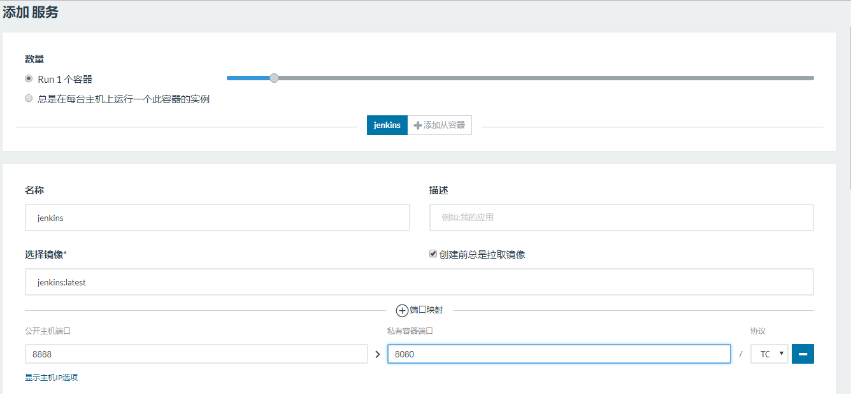 添加 服务
数量
Run 1 个容器
总是在每台主机上运行一个此容器的实例
jenkins
添加从容器
名称
描述
jenkins
例如:我的应用
选择镜像*
创建前总是拉取镜像
jenkins:latest
端口映射
公开主机端口
私有容器端口
协议
8888
8080
/
TC
显示主机IP选项